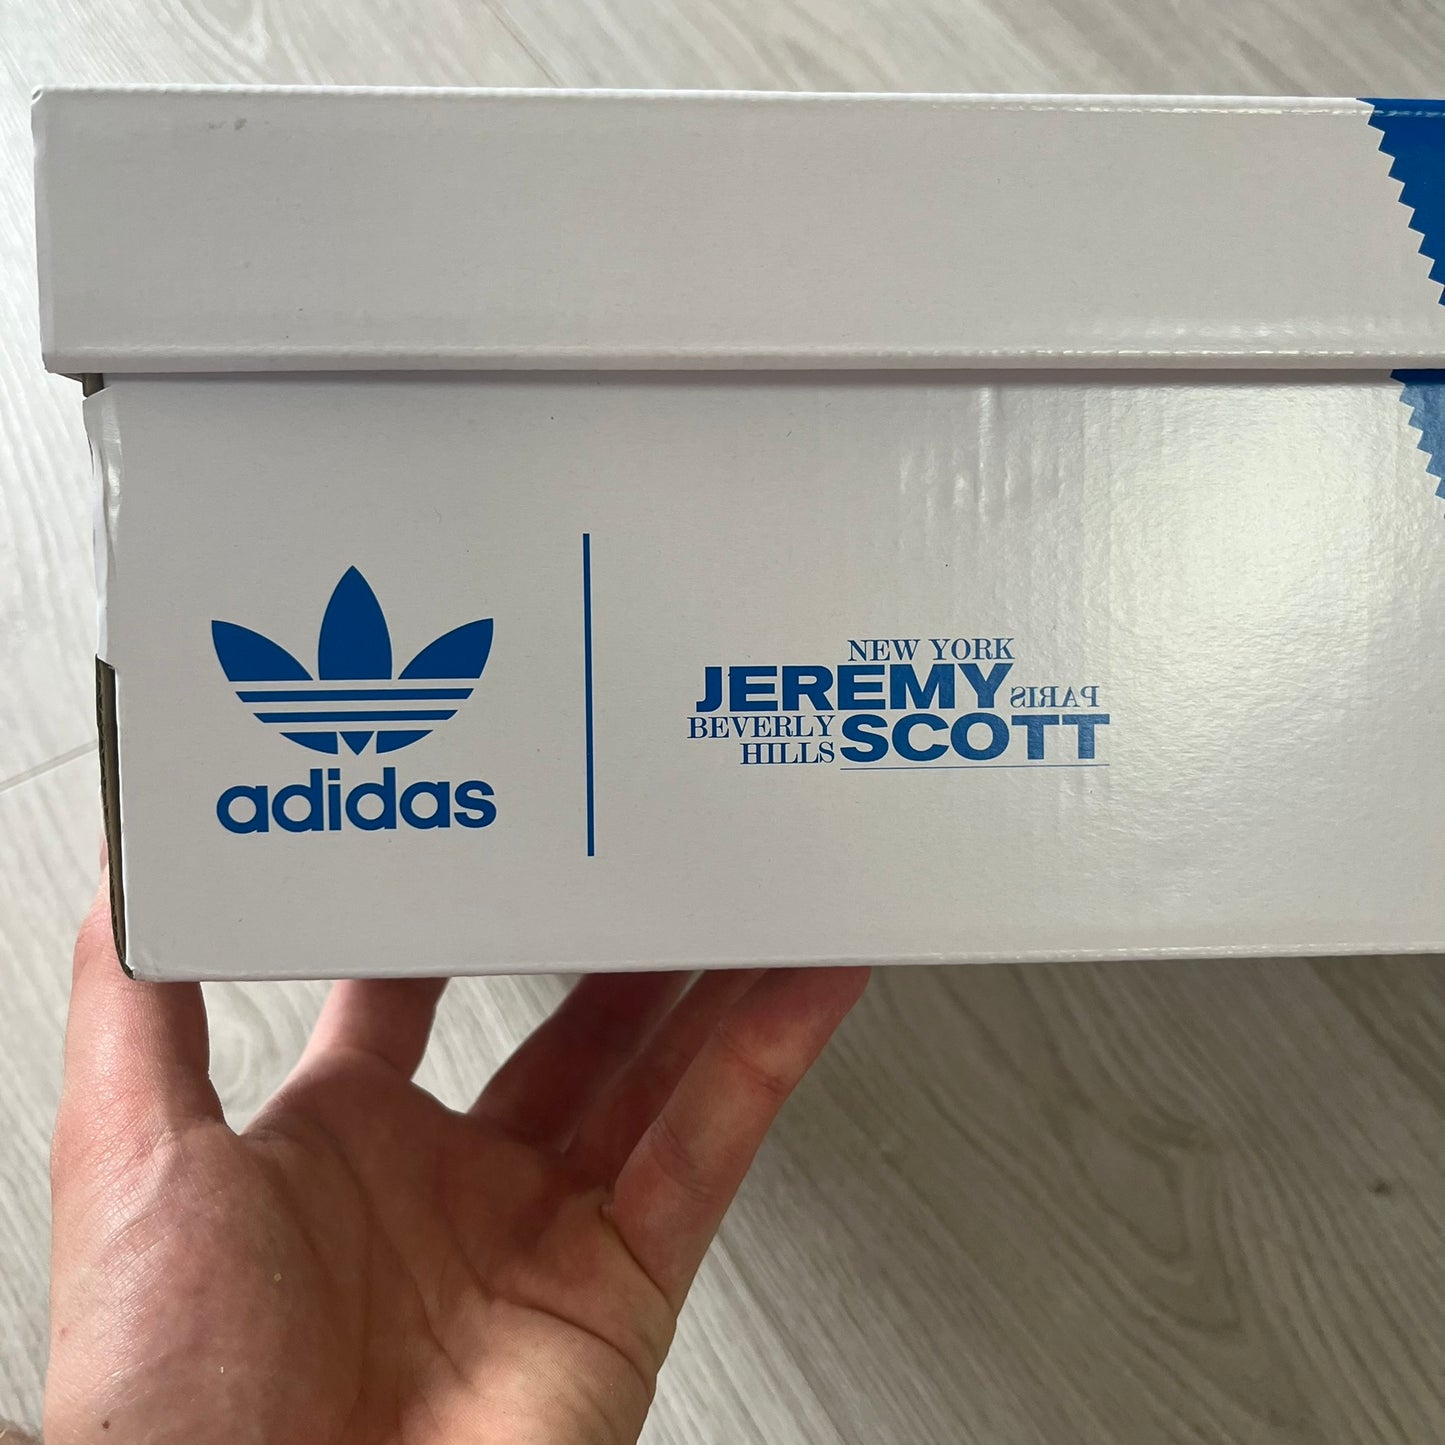 adidas
NEW YORK
JEREMY PARIS
BEVERLY SCOTT
HILLS